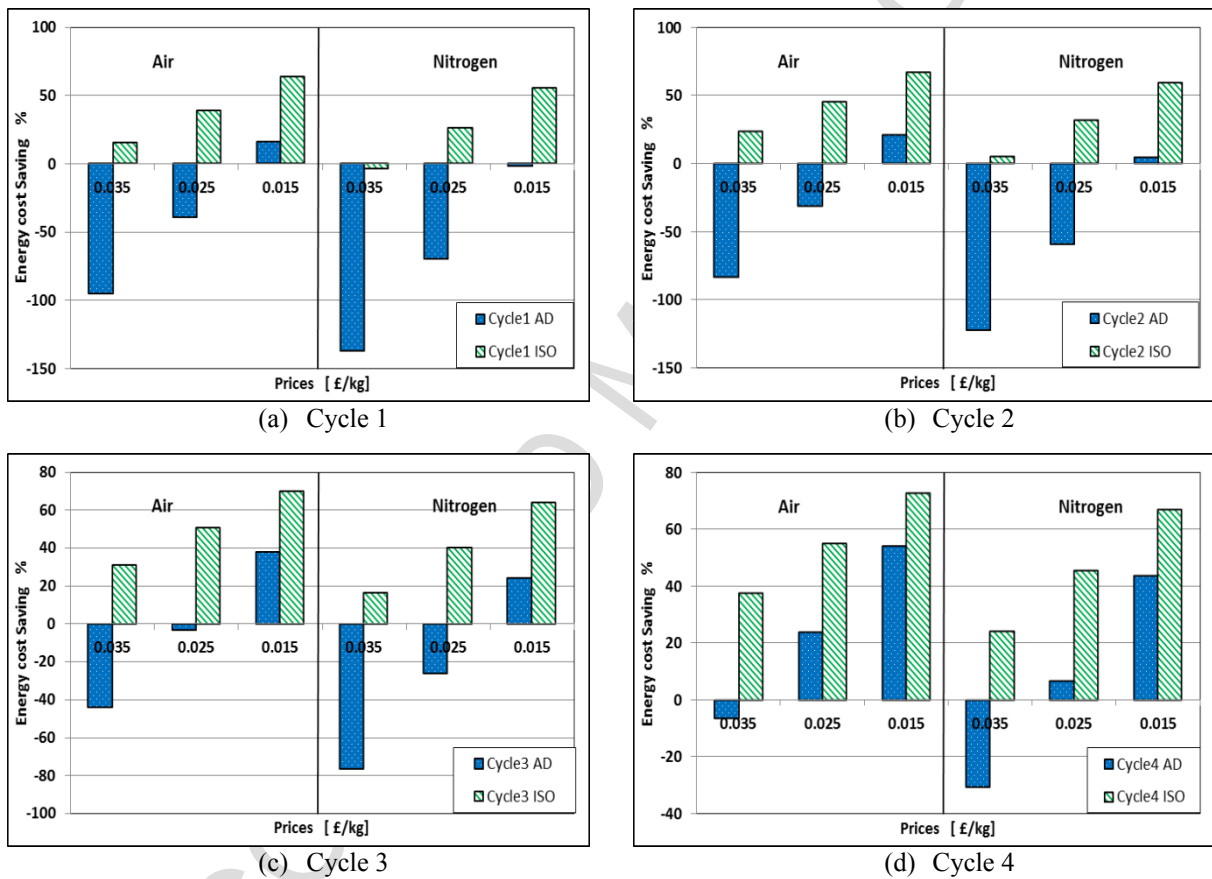 100
50
0
-50
-100
-150
Energy cost Saving %
Air
Nitrogen
0.035
0.025
0.015
0.035
0.025
0.015
Cycle1 AD
Cycle1 ISO
Prices [ £/kg]
(a) Cycle 1
100
50
0
-50
-100
-150
Energy cost Saving %
Air
Nitrogen
0.035
0.025
0.015
0.035
0.025
0.015
Cycle2 AD
Cycle2 ISO
Prices [ £/kg]
(b) Cycle 2
80
60
40
20
0
-20
-40
-60
-80
-100
Energy cost Saving %
Air
Nitrogen
0.035
0.025
0.015
0.035
0.025
0.015
Cycle3 AD
Cycle3 ISO
Prices [ £/kg]
(c) Cycle 3
80
60
40
20
0
-20
-40
Energy cost Saving %
Air
Nitrogen
0.035
0.025
0.015
0.035
0.025
0.015
Cycle4 AD
Cycle4 ISO
Prices [ £/kg]
(d) Cycle 4